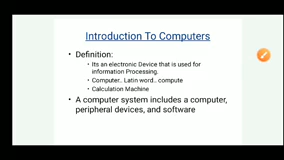 Introduction To Computers
• Definition:
• Its an electronic Device that is used for
information Processing.
• Computer.. Latin word.. compute
• Calculation Machine
• A computer system includes a computer,
peripheral devices, and software